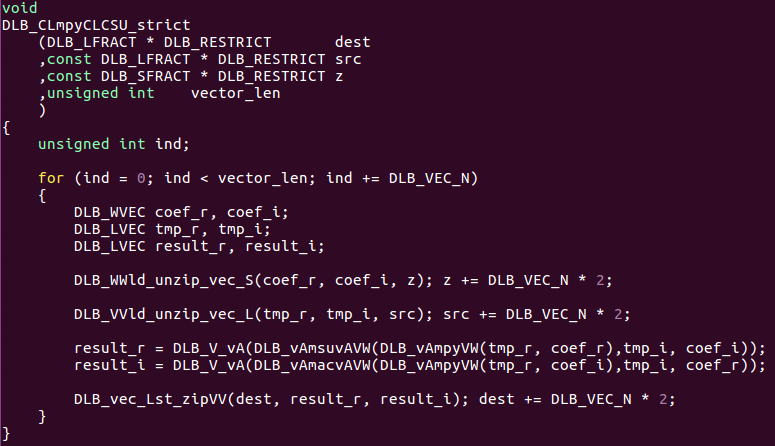 void
DLB_CLmpyCLCSU_strict
    (DLB_LFRACT * DLB_RESTRICT       dest
    ,const DLB_LFRACT * DLB_RESTRICT src
    ,const DLB_SFRACT * DLB_RESTRICT z
    ,unsigned int    vector_len
    )
{
    unsigned int ind;

    for (ind = 0; ind < vector_len; ind += DLB_VEC_N)
    {
        DLB_WVEC coef_r, coef_i;
        DLB_LVEC tmp_r, tmp_i;
        DLB_LVEC result_r, result_i;

        DLB_WWld_unzip_vec_S(coef_r, coef_i, z); z += DLB_VEC_N * 2;

        DLB_VVld_unzip_vec_L(tmp_r, tmp_i, src); src += DLB_VEC_N * 2;

        result_r = DLB_V_vA(DLB_vAmsuvAVW(DLB_vAmpyVW(tmp_r, coef_r),tmp_i, coef_i));
        result_i = DLB_V_vA(DLB_vAmacvAVW(DLB_vAmpyVW(tmp_r, coef_i),tmp_i, coef_r));

        DLB_vec_Lst_zipVV(dest, result_r, result_i); dest += DLB_VEC_N * 2;
    }
}